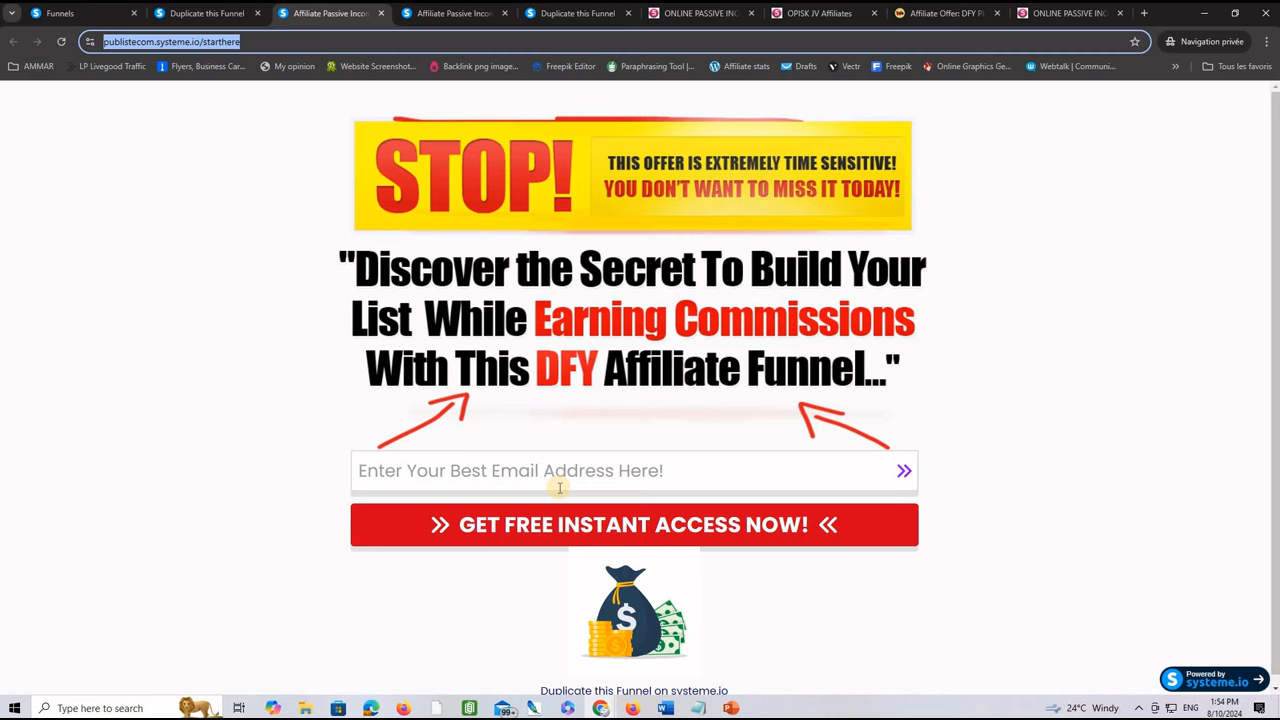 Funnels
Duplicate this Funnel
Affiliate Passive Incon
Affiliate Passive Incon
Duplicate this Funnel
ONLINE PASSIVE INC
OPISK JV Affiliates
Affiliate Offer: DFY Pl
ONLINE PASSIVE INC
publistecom.systeme.io/starthere
Navigation privée
AMMAR
LP Livegood Traffic
Flyers, Business Car...
My opinion
Website Screenshot...
Backlink png image...
Freepik Editor
Paraphrasing Tool |...
Affiliate stats
Drafts
Vectr
Freepik
Online Graphics Ge...
Webtalk | Communi...
Tous les favoris
STOP!
THIS OFFER IS EXTREMELY TIME SENSITIVE!
YOU DON'T WANT TO MISS IT TODAY!
"Discover the Secret To Build Your
List While Earning Commissions
With This DFY Affiliate Funnel..."
Enter Your Best Email Address Here!
GET FREE INSTANT ACCESS NOW!
$
Duplicate this Funnel on systeme.io
Powered by
systeme.io
Type here to search
99+
24°C Windy
ENG
1:54 PM
8/10/2024